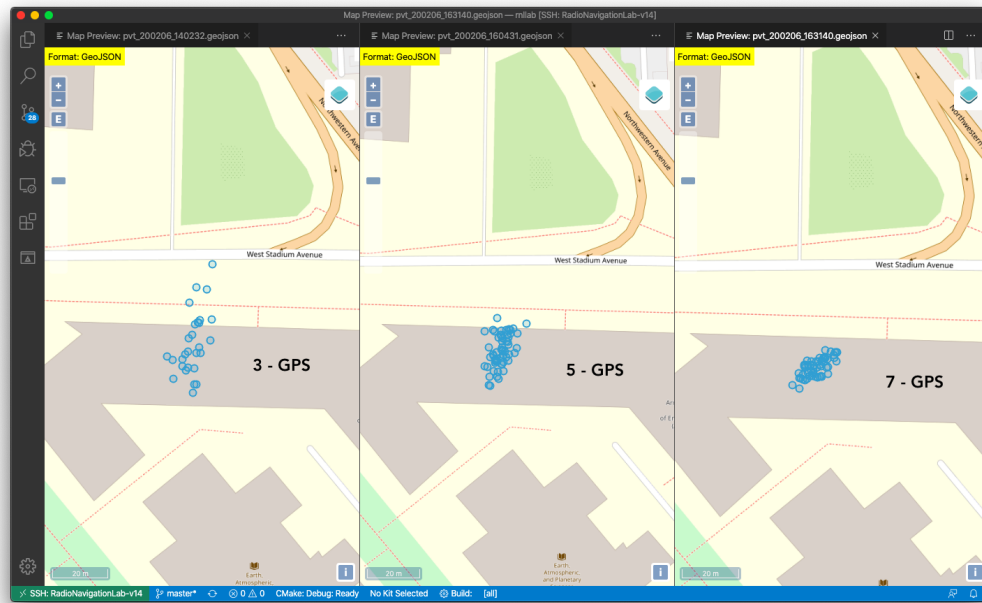 Map Preview: pvt_200206_163140.geojson — rnllab [SSH: RadioNavigationLab-v14]
Map Preview: pvt_200206_140232.geojson
Map Preview: pvt_200206_160431.geojson
Map Preview: pvt_200206_163140.geojson
Format: GeoJSON
+
−
E
28
Northwestern Avenue
West Stadium Avenue
3 - GPS
20 m
Earth,
Atmospheric,
i
Format: GeoJSON
+
−
E
Northwestern Avenue
West Stadium Avenue
5 - GPS
20 m
Earth,
Atmospheric,
and Planetary
i
Format: GeoJSON
+
−
E
Northwestern Avenue
West Stadium Avenue
7 - GPS
20 m
i
SSH: RadioNavigationLab-v14 master* 0 0 CMake: Debug: Ready No Kit Selected Build: [all]